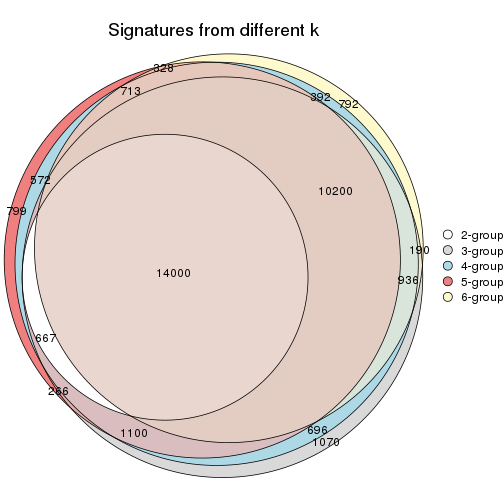 Signatures from different k
328
713
392
792
572
10200
799
190
14000
936
667
266
1100
696
1070
2-group
3-group
4-group
5-group
6-group